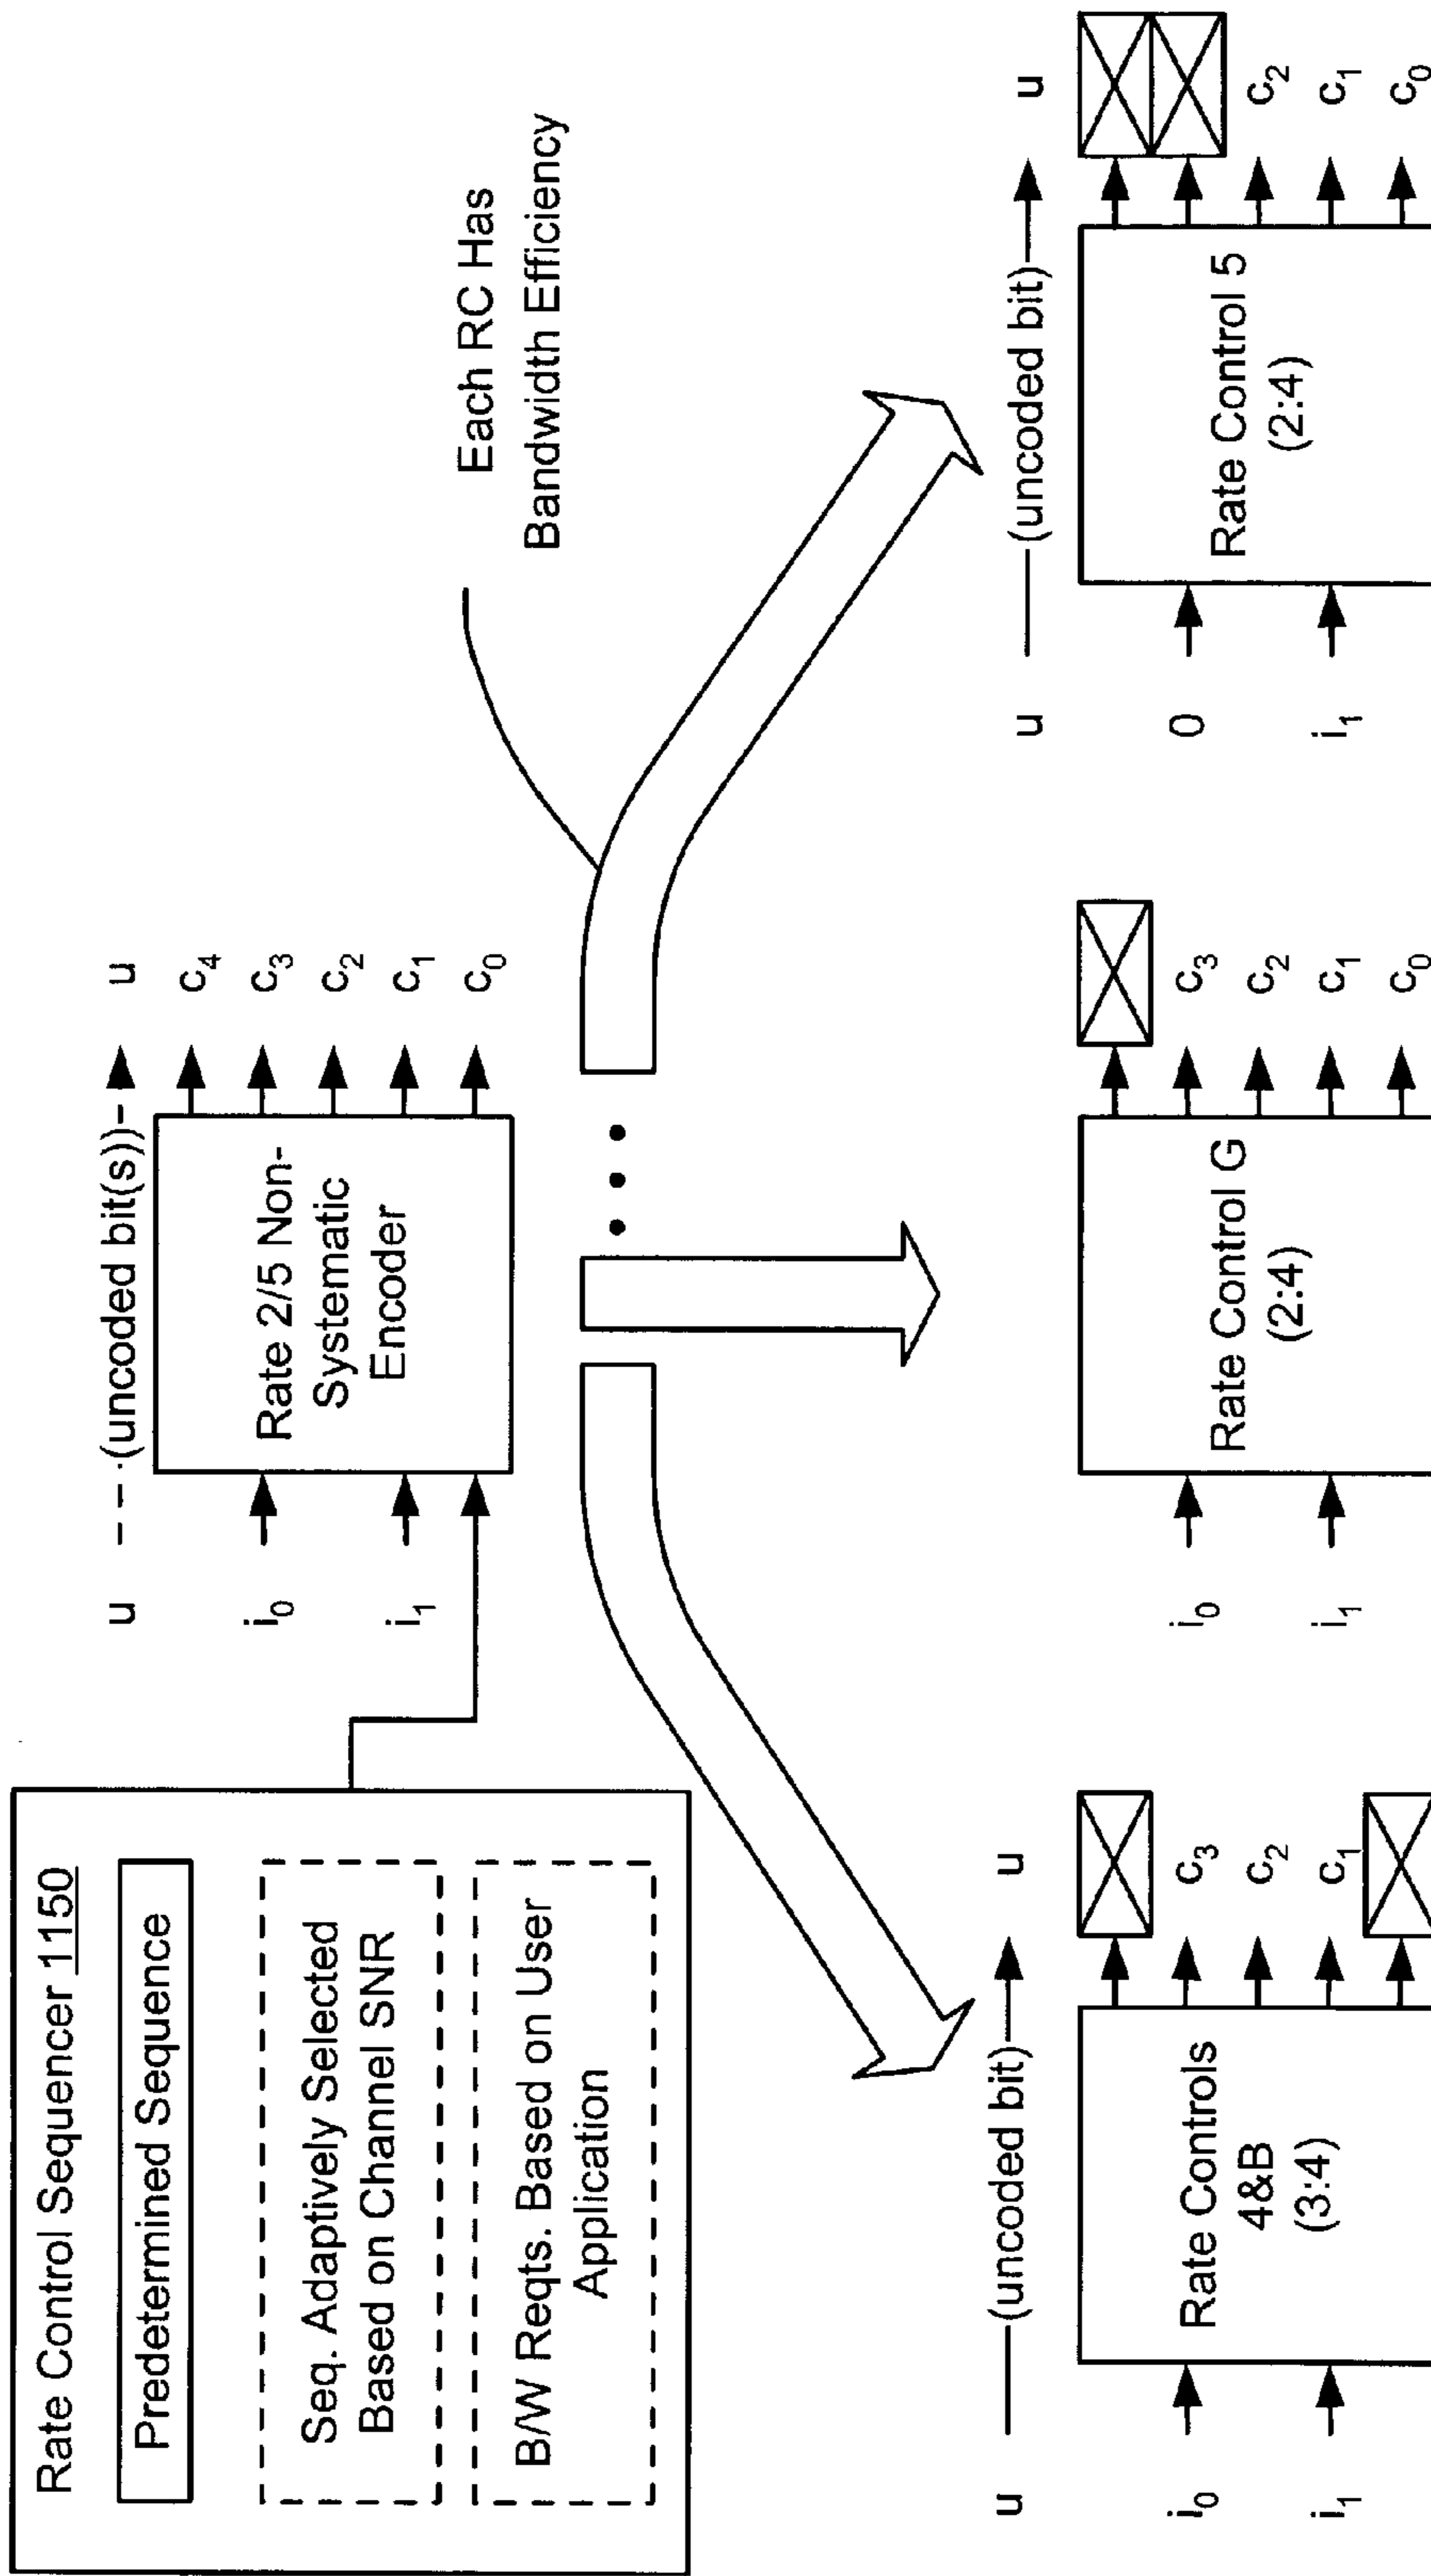 Rate Control Sequencer 1150
Predetermined Sequence
Seq. Adaptively Selected
Based on Channel SNR
B/W Reqts. Based on User
Application
u (uncoded bit(s)) u
i0
i1
Rate 2/5 Non-
Systematic
Encoder
c4
c3
c2
c1
c0
Each RC Has
Bandwidth Efficiency
u (uncoded bit) u
i0
i1
Rate Controls
4&B
(3:4)
c3
c2
c1
i0
i1
Rate Control G
(2:4)
c3
c2
c1
c0
u (uncoded bit) u
0
i1
Rate Control 5
(2:4)
c2
c1
c0